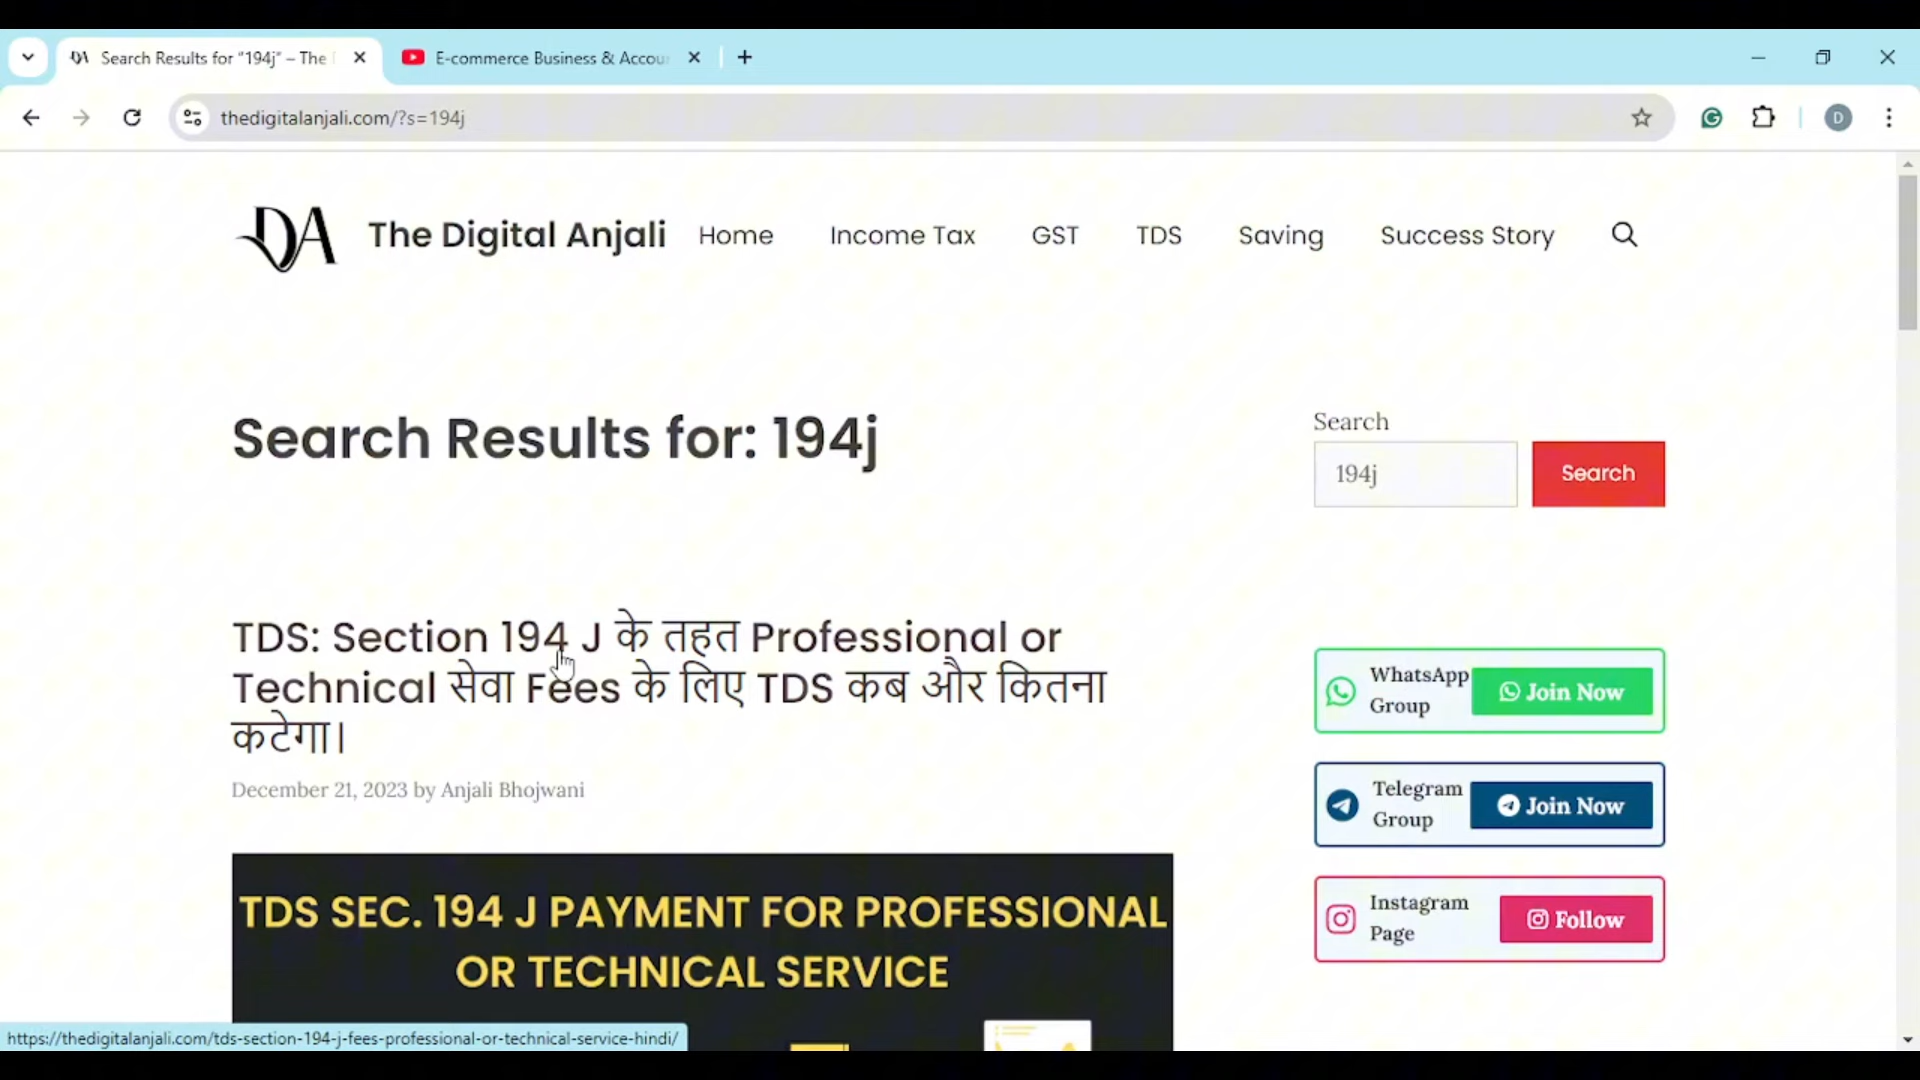 Search Results for "194j" – The
E-commerce Business & Accou
thedigitalanjali.com/?s=194j
D
DA
The Digital Anjali
Home
Income Tax
GST
TDS
Saving
Success Story
Search Results for: 194j
Search
194j
Search
TDS: Section 194 J के तहत Professional or
Technical सेवा Fees के लिए TDS कब और कितना
कटेगा।
December 21, 2023 by Anjali Bhojwani
WhatsApp
Group
Join Now
Telegram
Group
Join Now
Instagram
Page
Follow
TDS SEC. 194 J PAYMENT FOR PROFESSIONAL
OR TECHNICAL SERVICE
https://thedigitalanjali.com/tds-section-194-j-fees-professional-or-technical-service-hindi/